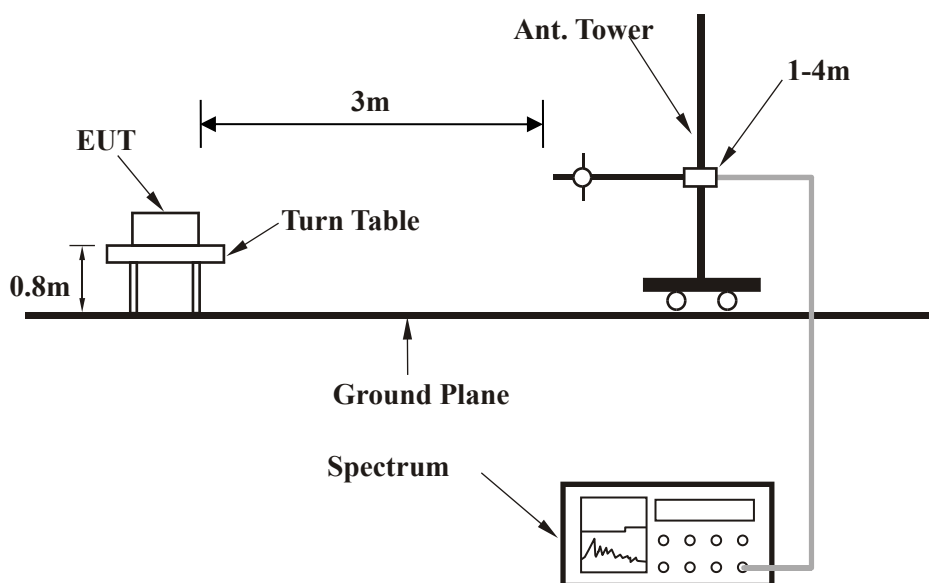 Ant. Tower
1-4m
3m
EUT
Turn Table
0.8m
Ground Plane
Spectrum